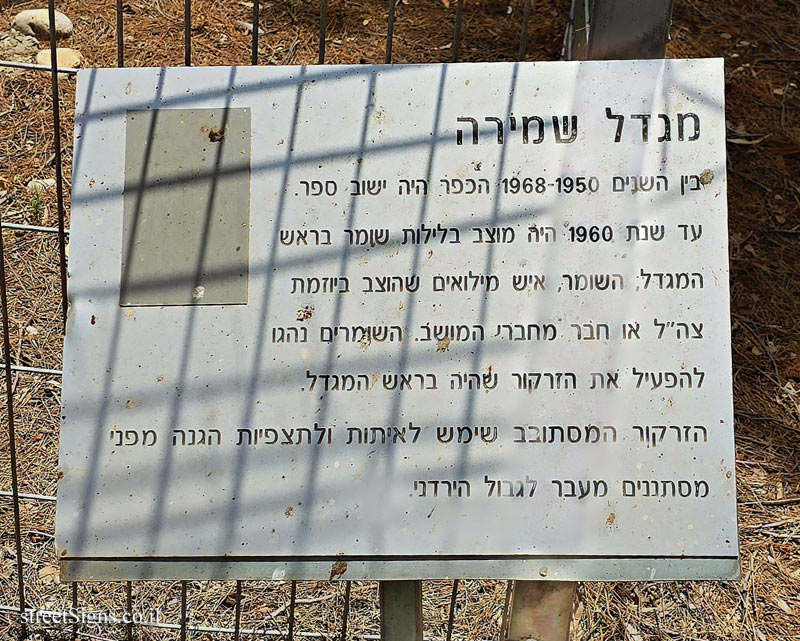 מגדל שמירה
בין השנים 1968-1950 הכפר היה ישוב ספר.
עד שנת 1960 היה מוצב בלילות שומר בראש
המגדל, השומר, איש מילואים שהוצב ביוזמת
צה"ל או חבר מחברי המושב. השומרים נהגו
להפעיל את הזרקור שהיה בראש המגדל.
הזרקור המסתובב שימש לאיתות ולתצפיות הגנה מפני
מסתננים מעבר לגבול הירדני.
streetSigns.co.il